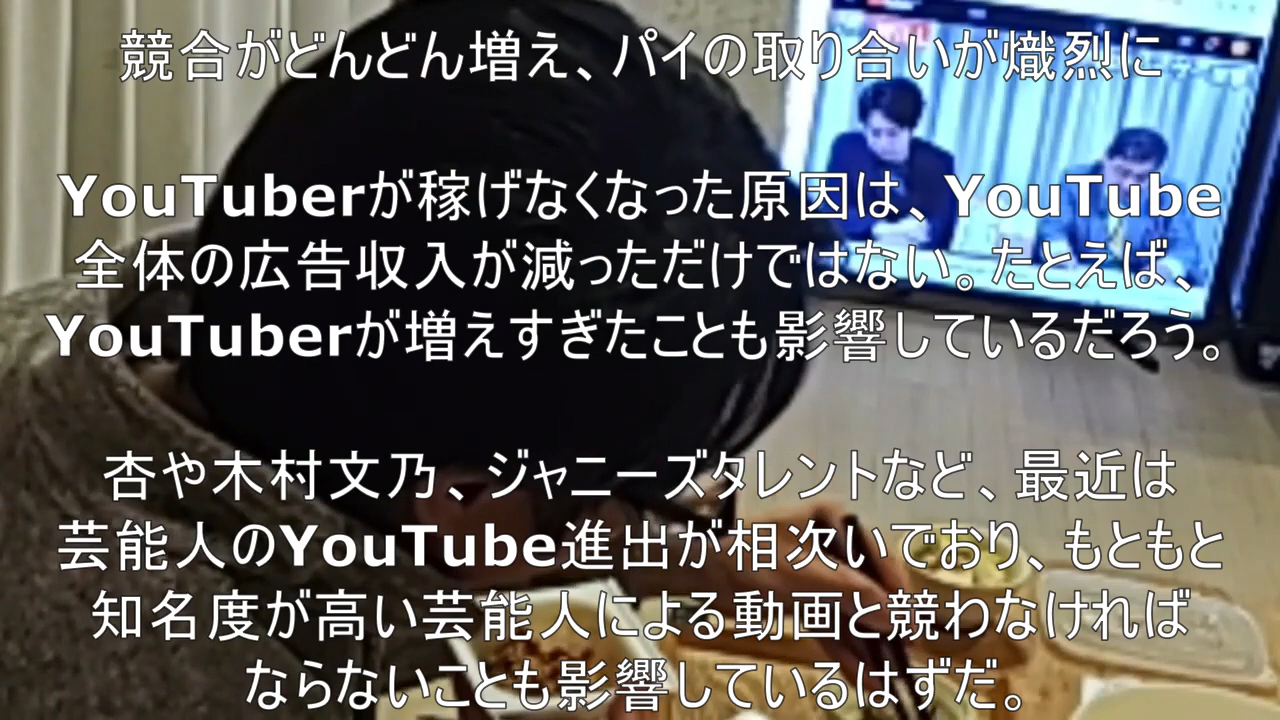 競合がどんどん増え、パイの取り合いが熾烈に
YouTuberが稼げなくなった原因は、YouTube
全体の広告収入が減っただけではない。たとえば、
YouTuberが増えすぎたことも影響しているだろう。
杏や木村文乃、ジャニーズタレントなど、最近は
芸能人のYouTube進出が相次いでおり、もともと
知名度が高い芸能人による動画と競わなければ
ならないことも影響しているはずだ。